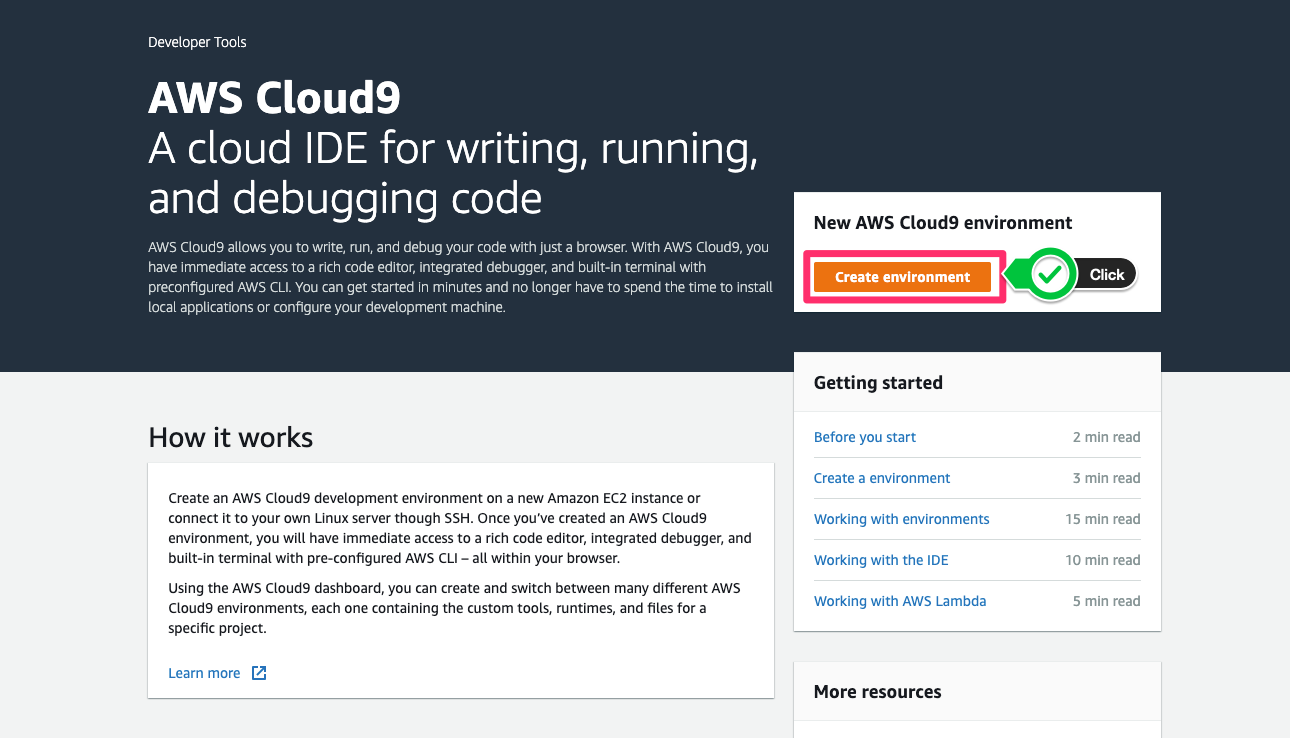 Developer Tools
AWS Cloud9
A cloud IDE for writing, running,
and debugging code
AWS Cloud9 allows you to write, run, and debug your code with just a browser. With AWS Cloud9, you
have immediate access to a rich code editor, integrated debugger, and built-in terminal with
preconfigured AWS CLI. You can get started in minutes and no longer have to spend the time to install
local applications or configure your development machine.
New AWS Cloud9 environment
Create environment
Click
How it works
Create an AWS Cloud9 development environment on a new Amazon EC2 instance or
connect it to your own Linux server though SSH. Once you've created an AWS Cloud9
environment, you will have immediate access to a rich code editor, integrated debugger, and
built-in terminal with pre-configured AWS CLI – all within your browser.
Using the AWS Cloud9 dashboard, you can create and switch between many different AWS
Cloud9 environments, each one containing the custom tools, runtimes, and files for a
specific project.
Learn more
Getting started
Before you start 2 min read
Create a environment 3 min read
Working with environments 15 min read
Working with the IDE 10 min read
Working with AWS Lambda 5 min read
More resources